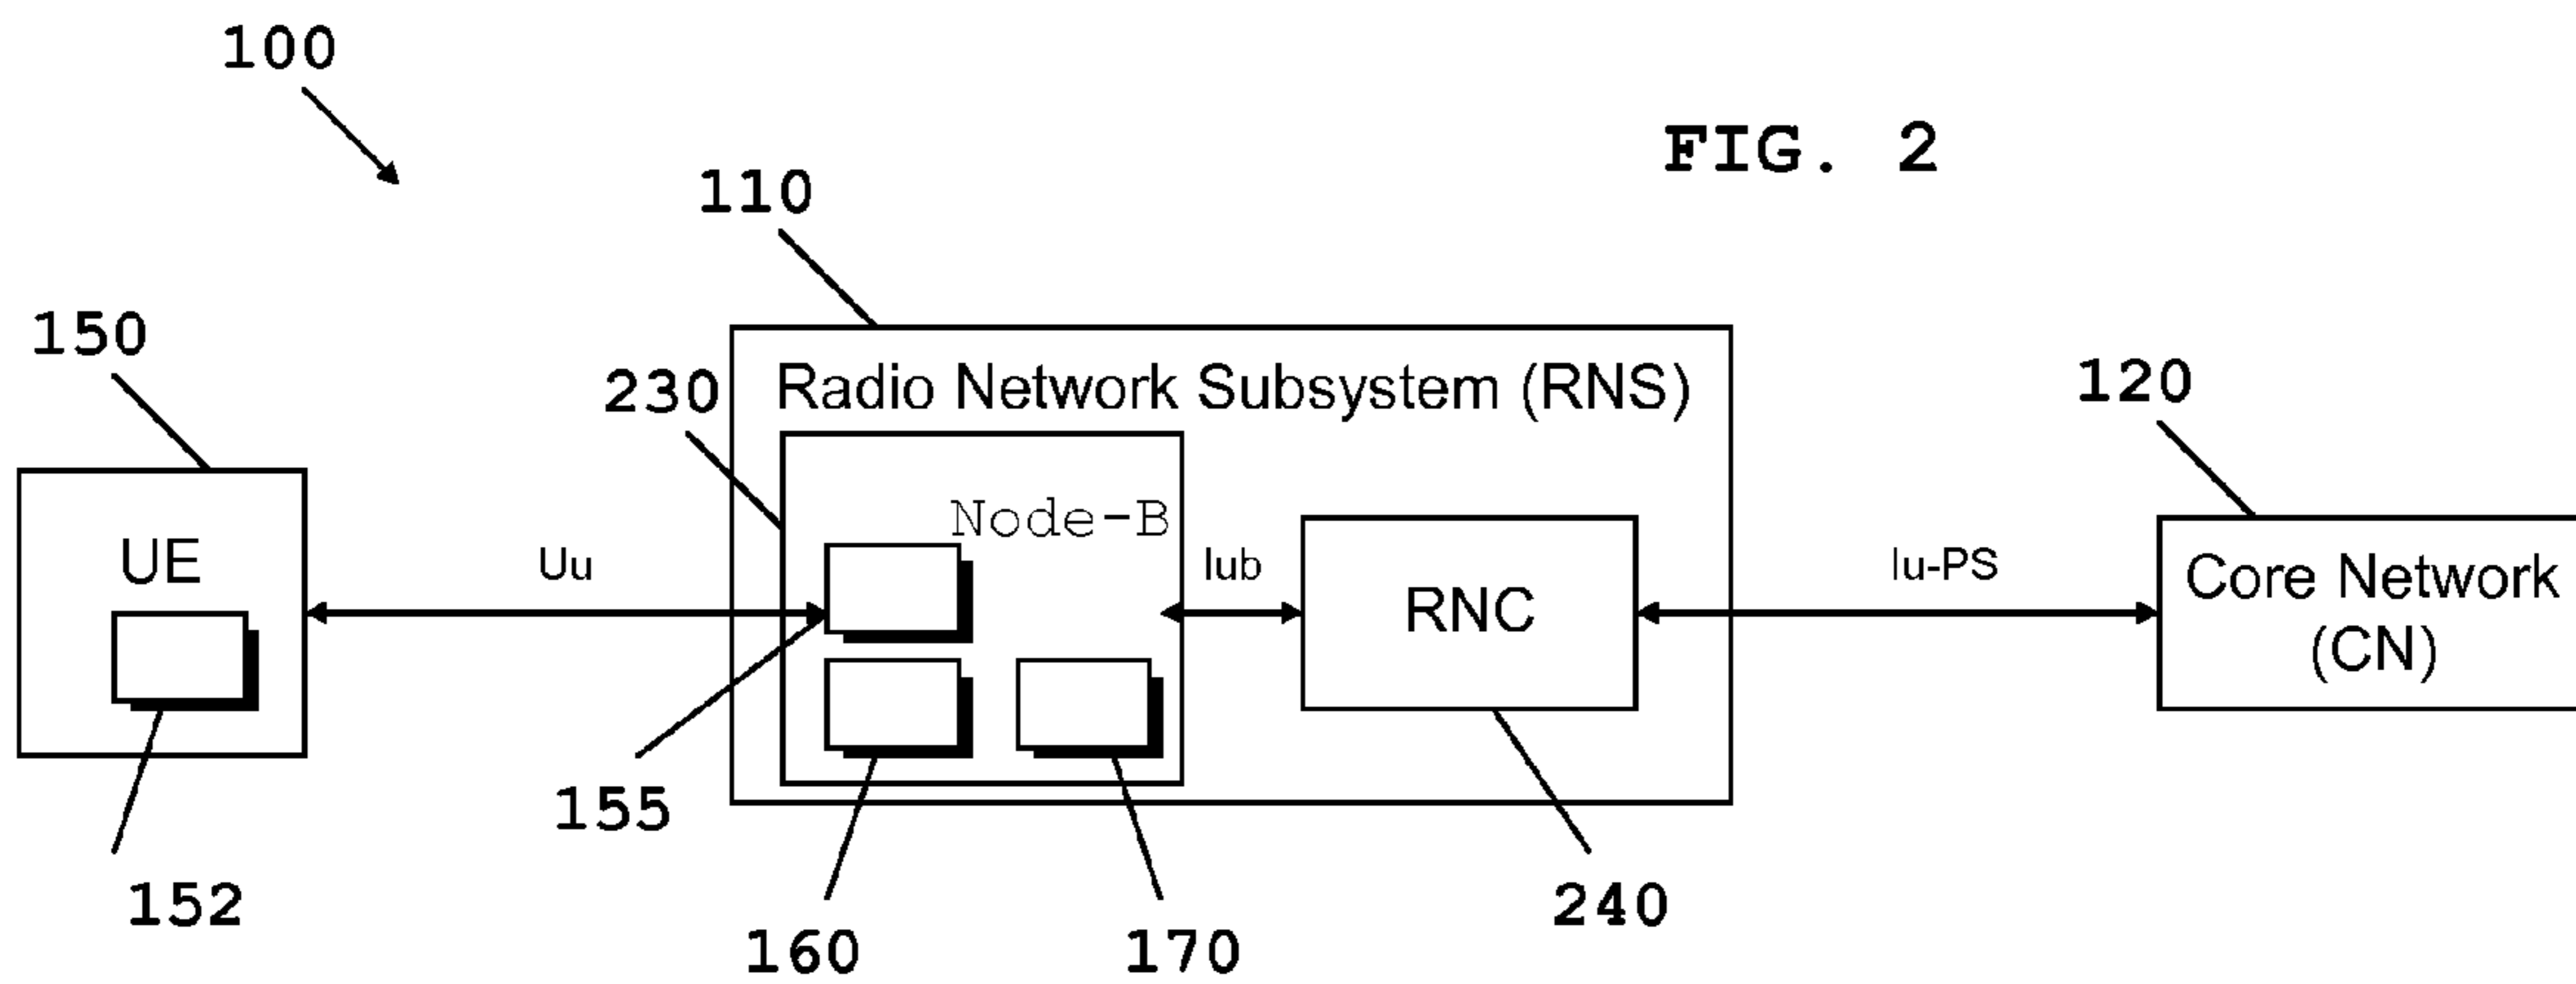 100
FIG. 2
110
150
230
Radio Network Subsystem (RNS)
120
Node-B
UE
Uu
Iub
RNC
Iu-PS
Core Network
(CN)
155
152
160
170
240